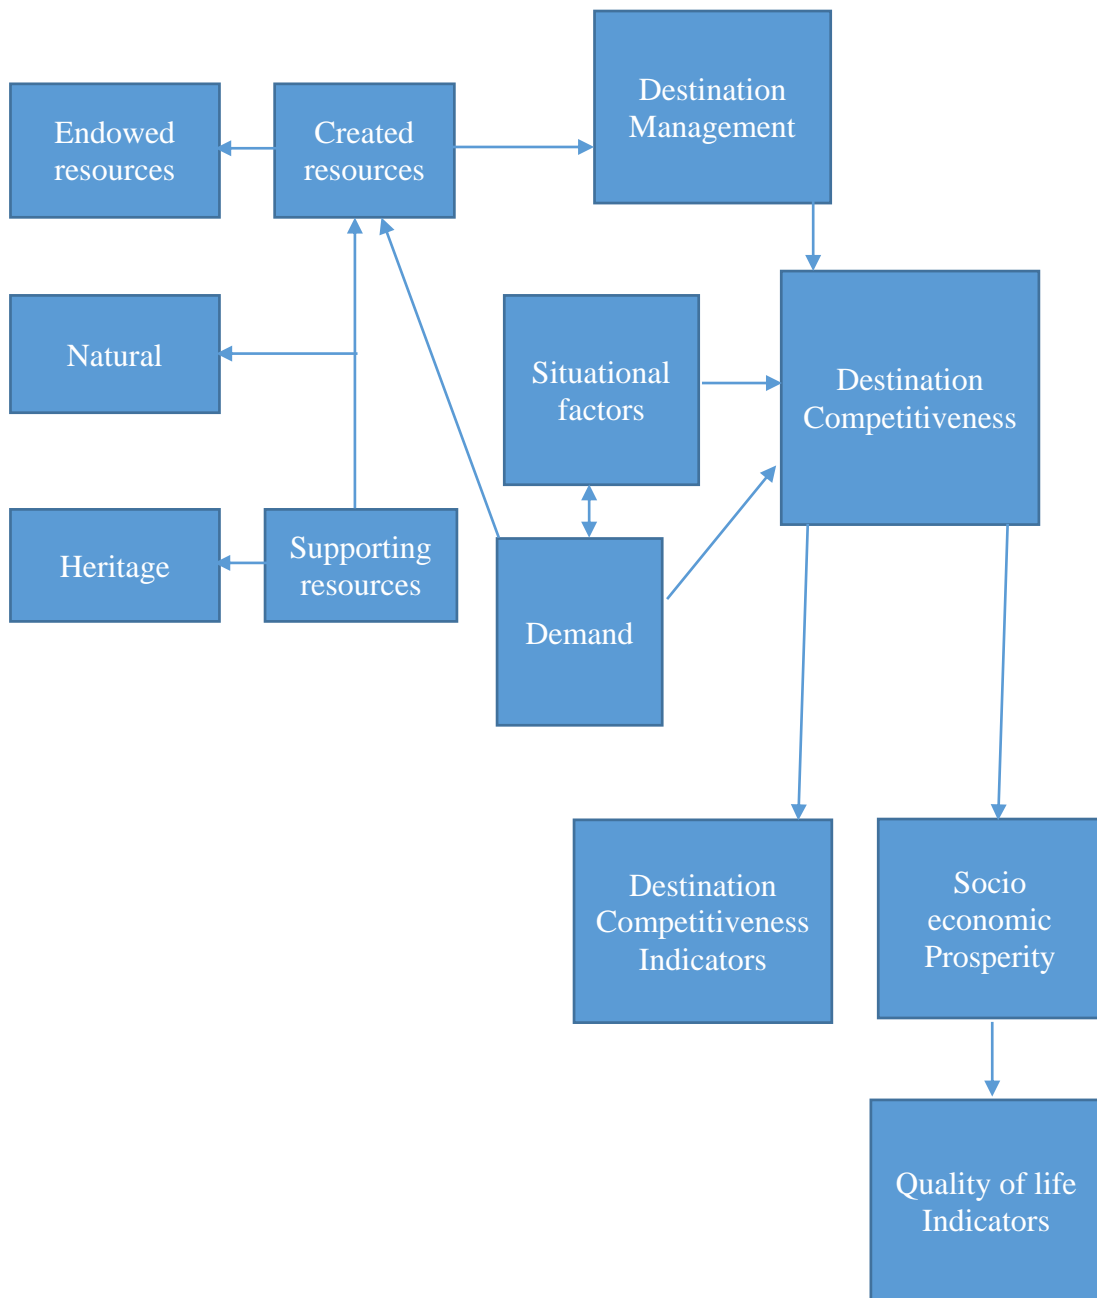 Destination
Management
Endowed
resources
Created
resources
Natural
Situational
factors
Destination
Competitiveness
Heritage
Supporting
resources
Demand
Destination
Competitiveness
Indicators
Socio
economic
Prosperity
Quality of life
Indicators